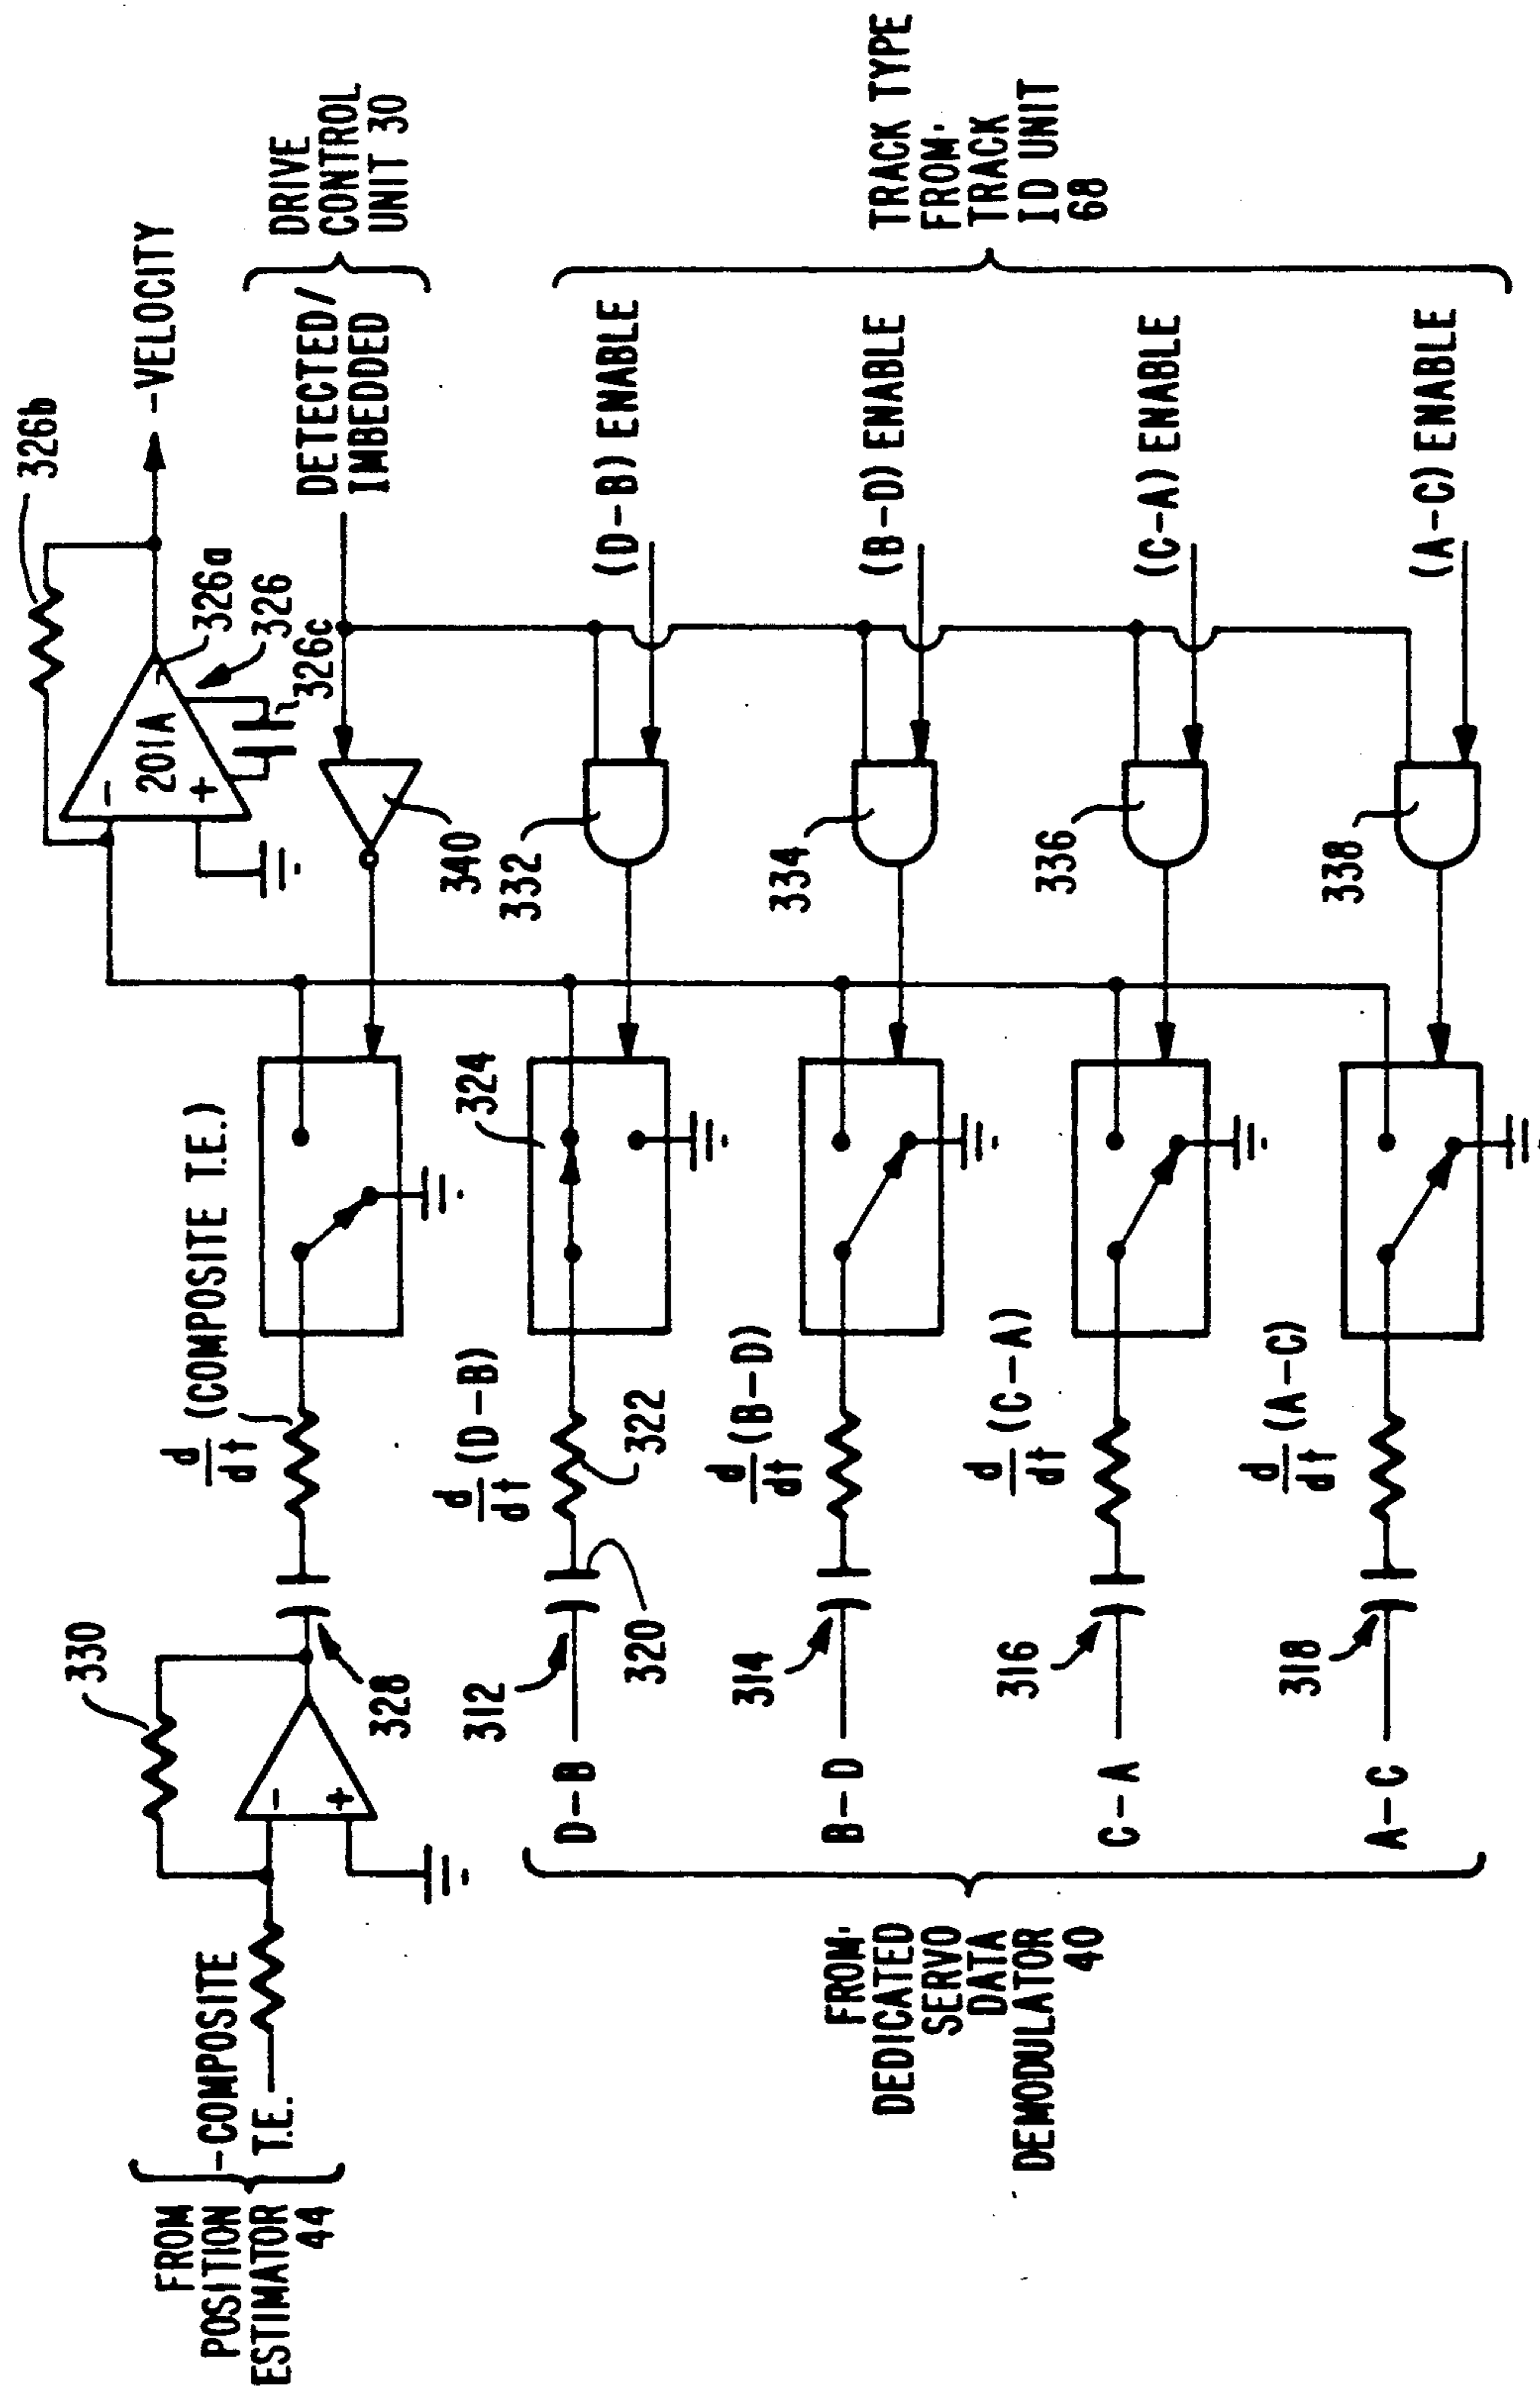 FROM
POSITION
ESTIMATOR
44
-COMPOSITE
T.E.
330
328
d/dt (COMPOSITE T.E.)
201A
-
+
-
+
326b
326a
326
326c
-VELOCITY
DETECTED/
IMBEDDED
DRIVE
CONTROL
UNIT 30
340
FROM·
DEDICATED
SERVO
DATA
DEMODULATOR
40
D-B
312
320
322
d/dt (D-B)
324
332
(D-B) ENABLE
B-D
314
d/dt (B-D)
334
(B-D) ENABLE
C-A
316
d/dt (C-A)
336
(C-A) ENABLE
A-C
318
d/dt (A-C)
338
(A-C) ENABLE
TRACK TYPE
FROM·
TRACK
ID UNIT
68